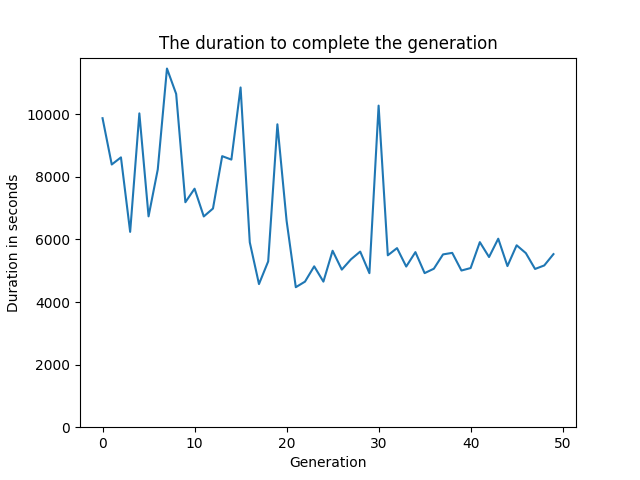 The duration to complete the generation
Duration in seconds
10000
8000
6000
4000
2000
0
0 10 20 30 40 50
Generation